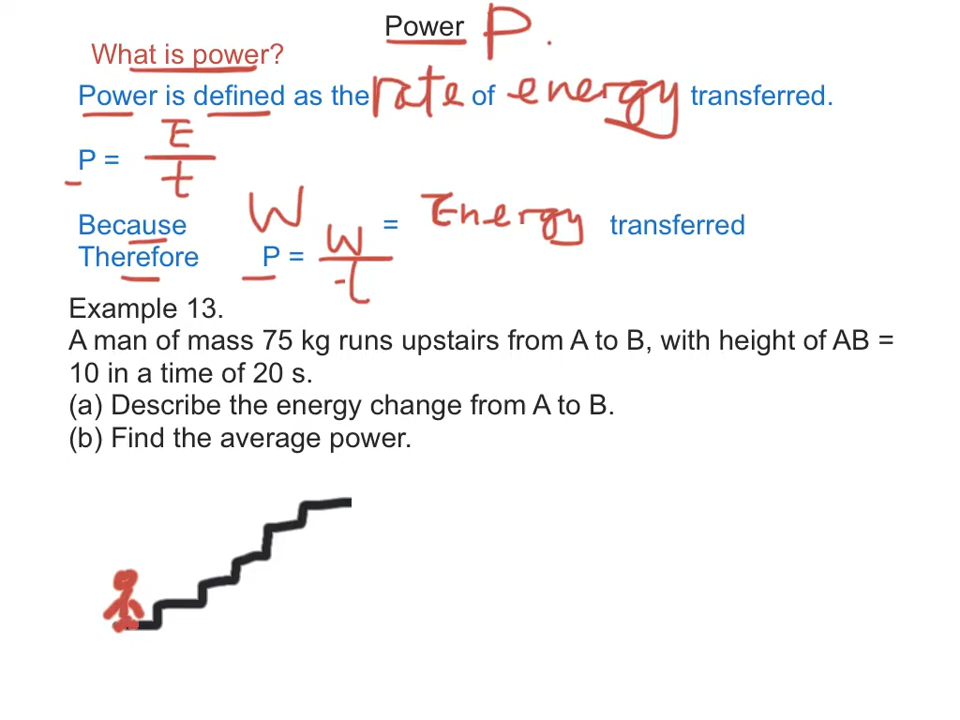 Power P.
What is power?
Power is defined as the rate of energy transferred.
P = E/t
Because W = Energy transferred
Therefore P = W/t
Example 13.
A man of mass 75 kg runs upstairs from A to B, with height of AB =
10 in a time of 20 s.
(a) Describe the energy change from A to B.
(b) Find the average power.